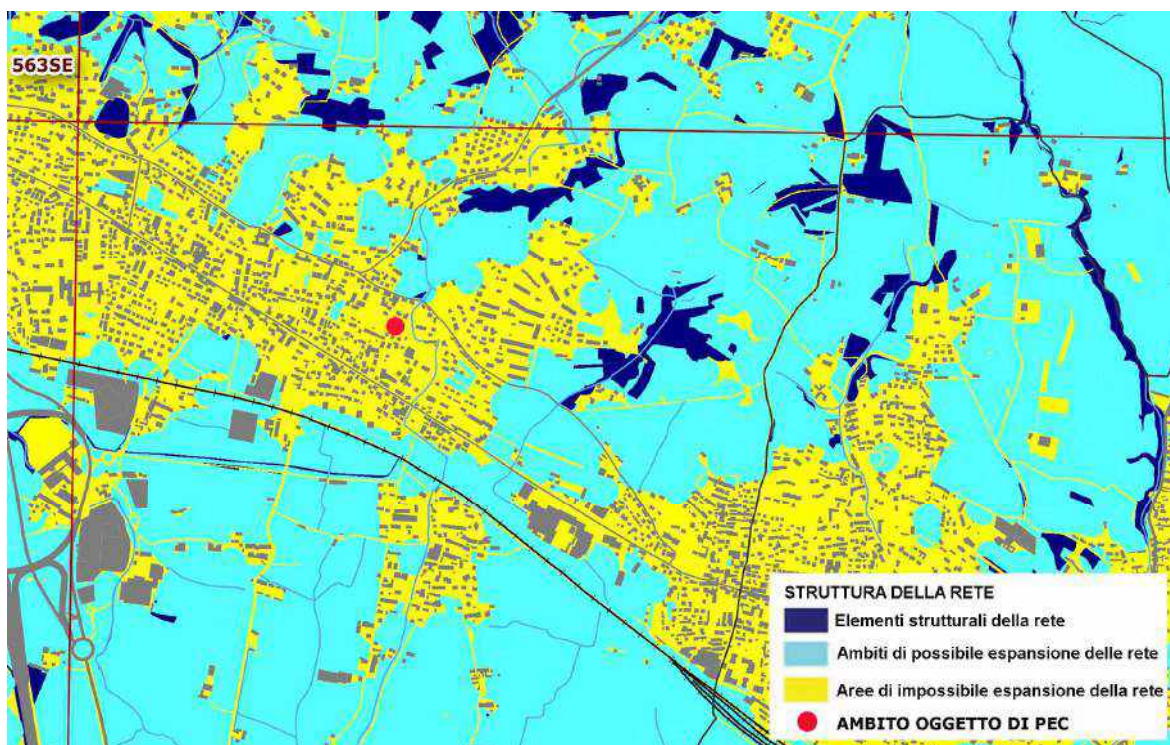 563SE
STRUTTURA DELLA RETE
Elementi strutturali della rete
Ambiti di possibile espansione delle rete
Aree di impossibile espansione della rete
AMBITO OGGETTO DI PEC